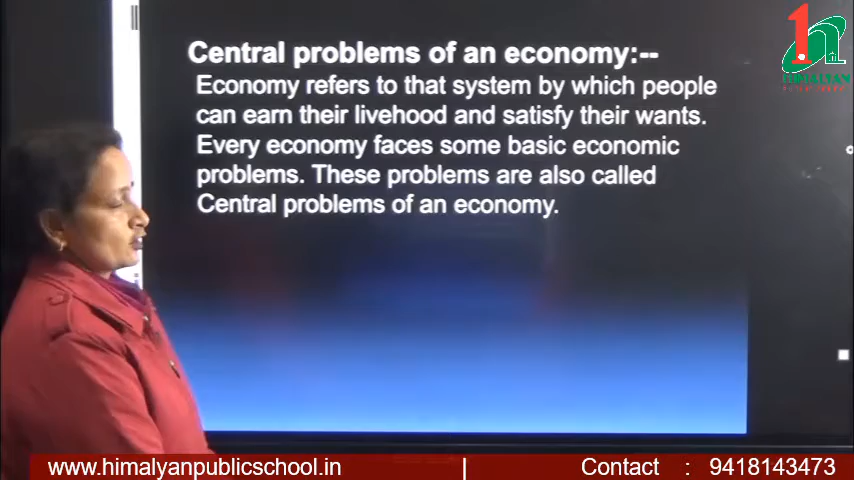 Central problems of an economy:--
Economy refers to that system by which people
can earn their livehood and satisfy their wants.
Every economy faces some basic economic
problems. These problems are also called
Central problems of an economy.
1h
HIMALYAN
www.himalyanpublicschool.in | Contact : 9418143473